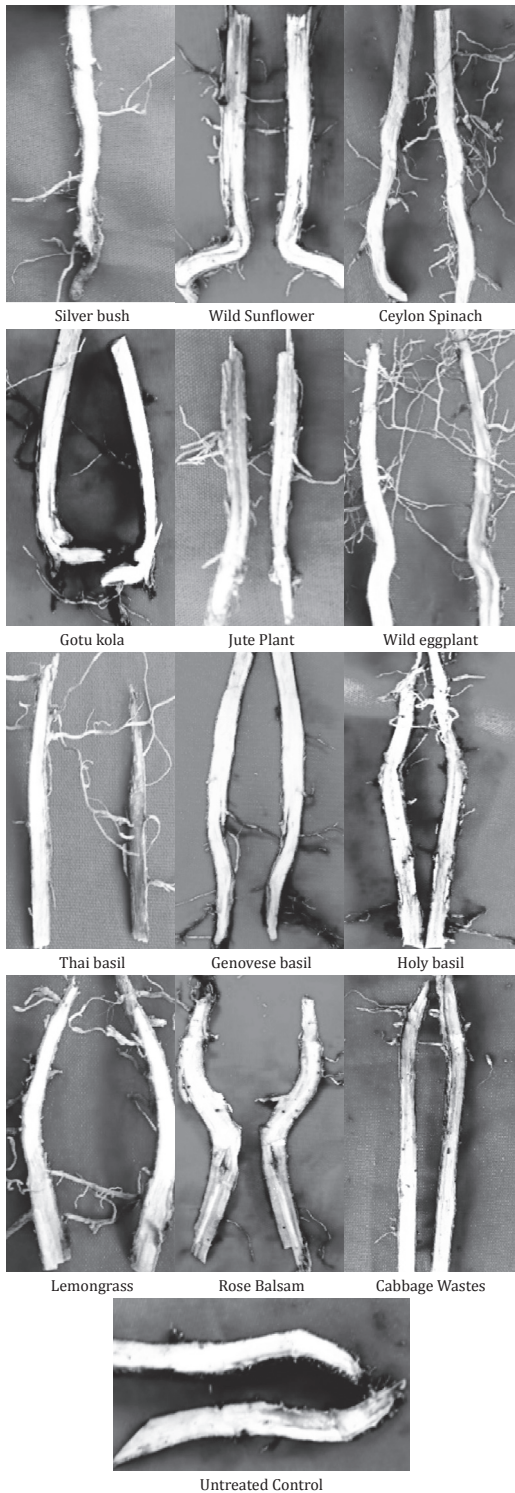 Silver bush
Wild Sunflower
Ceylon Spinach
Gotu kola
Jute Plant
Wild eggplant
Thai basil
Genovese basil
Holy basil
Lemongrass
Rose Balsam
Cabbage Wastes
Untreated Control